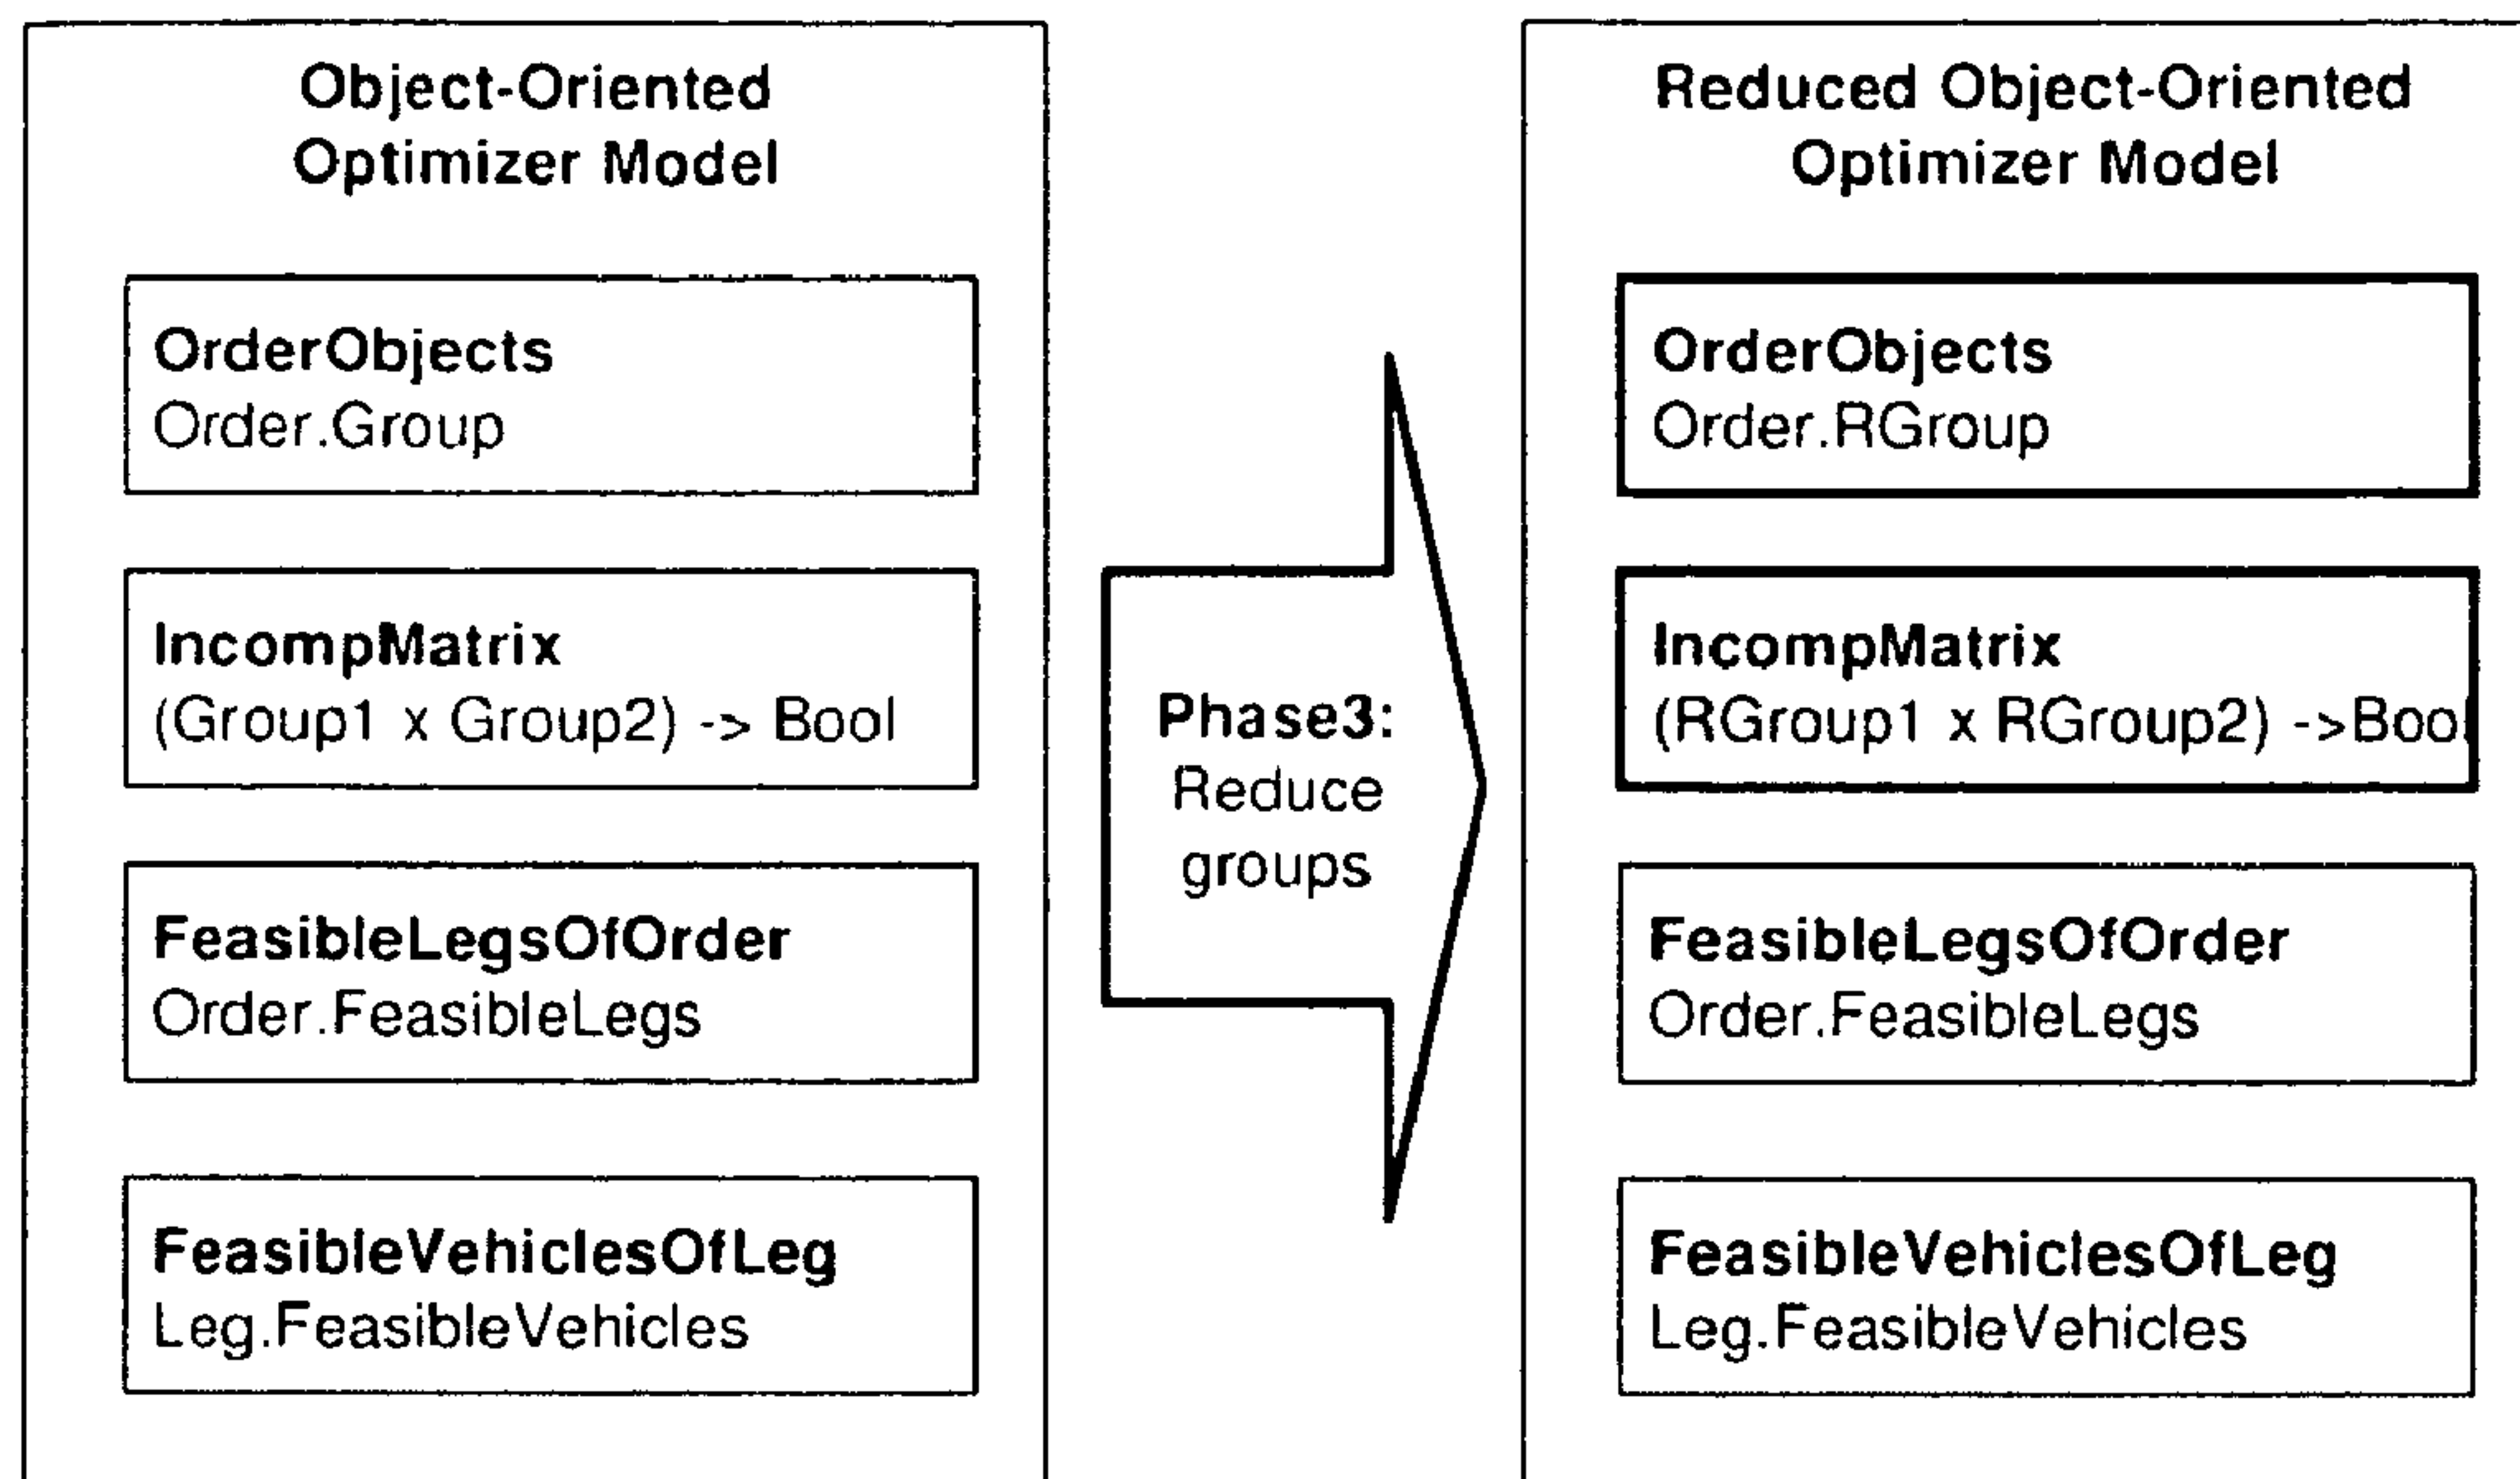 Object-Oriented
Optimizer Model
OrderObjects
Order.Group
IncompMatrix
(Group1 x Group2) -> Bool
FeasibleLegsOfOrder
Order.FeasibleLegs
FeasibleVehiclesOfLeg
Leg.FeasibleVehicles
Phase3:
Reduce
groups
Reduced Object-Oriented
Optimizer Model
OrderObjects
Order.RGroup
IncompMatrix
(RGroup1 x RGroup2) ->Bool
FeasibleLegsOfOrder
Order.FeasibleLegs
FeasibleVehiclesOfLeg
Leg.FeasibleVehicles